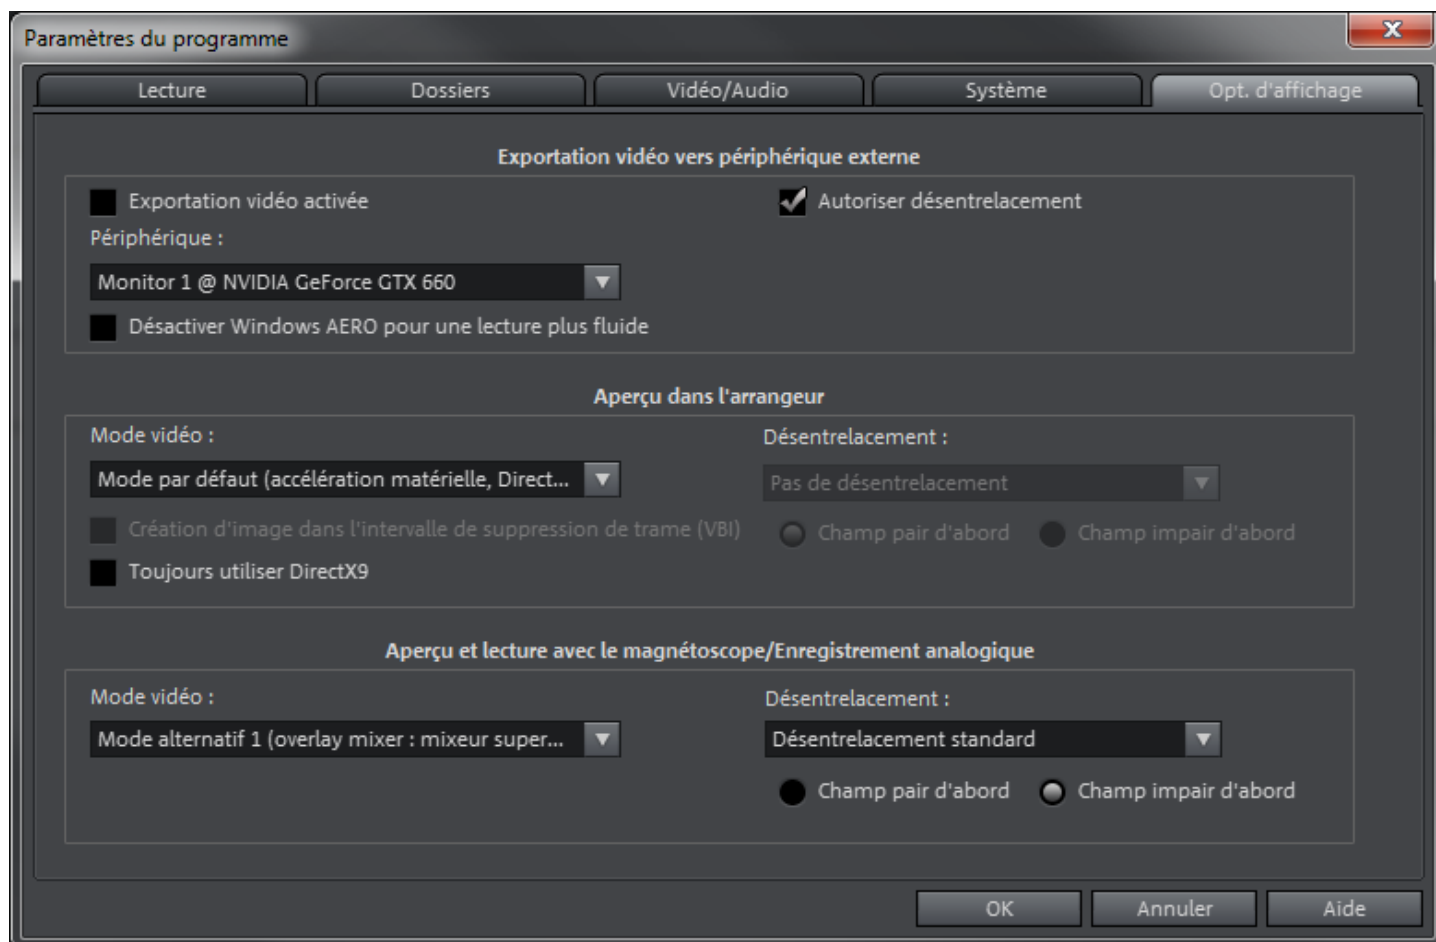 Paramètres du programme
Lecture Dossiers Vidéo/Audio Système Opt. d'affichage
Exportation vidéo vers périphérique externe
Exportation vidéo activée Autoriser désentrelacement
Périphérique :
Monitor 1 @ NVIDIA GeForce GTX 660
Désactiver Windows AERO pour une lecture plus fluide
Aperçu dans l'arrangeur
Mode vidéo : Désentrelacement :
Mode par défaut (accélération matérielle, Direct... Pas de désentrelacement
Création d'image dans l'intervalle de suppression de trame (VBI) Champ pair d'abord Champ impair d'abord
Toujours utiliser DirectX9
Aperçu et lecture avec le magnétoscope/Enregistrement analogique
Mode vidéo : Désentrelacement :
Mode alternatif 1 (overlay mixer : mixeur super... Désentrelacement standard
Champ pair d'abord Champ impair d'abord
OK Annuler Aide